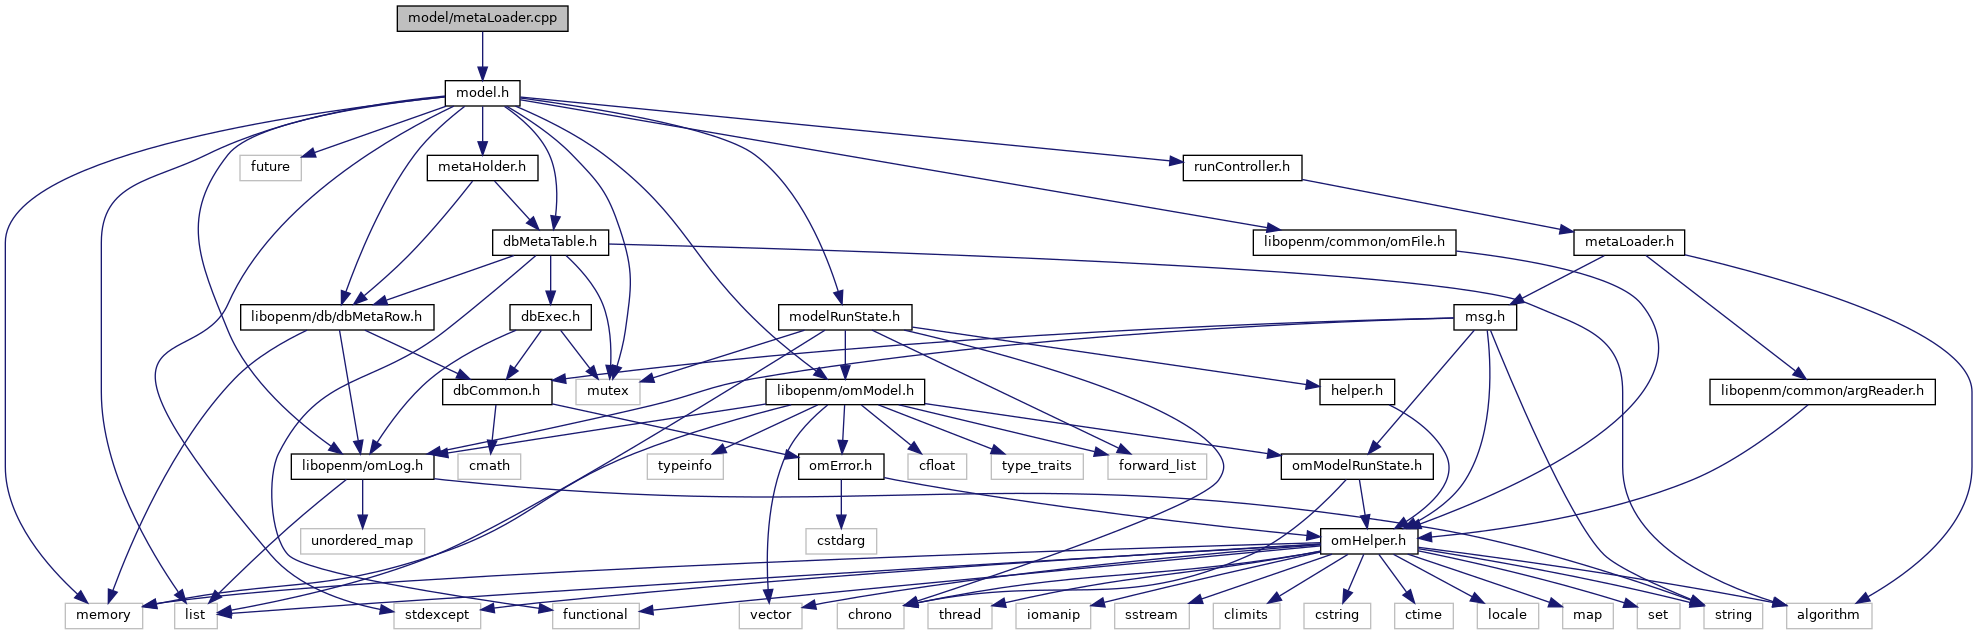 model/metaLoader.cpp
model.h
future
metaHolder.h
runController.h
dbMetaTable.h
libopenm/common/omFile.h
metaLoader.h
libopenm/db/dbMetaRow.h
dbExec.h
modelRunState.h
msg.h
dbCommon.h
mutex
libopenm/omModel.h
helper.h
libopenm/common/argReader.h
libopenm/omLog.h
cmath
typeinfo
omError.h
cfloat
type_traits
forward_list
omModelRunState.h
unordered_map
cstdarg
omHelper.h
memory
list
stdexcept
functional
vector
chrono
thread
iomanip
sstream
climits
cstring
ctime
locale
map
set
string
algorithm